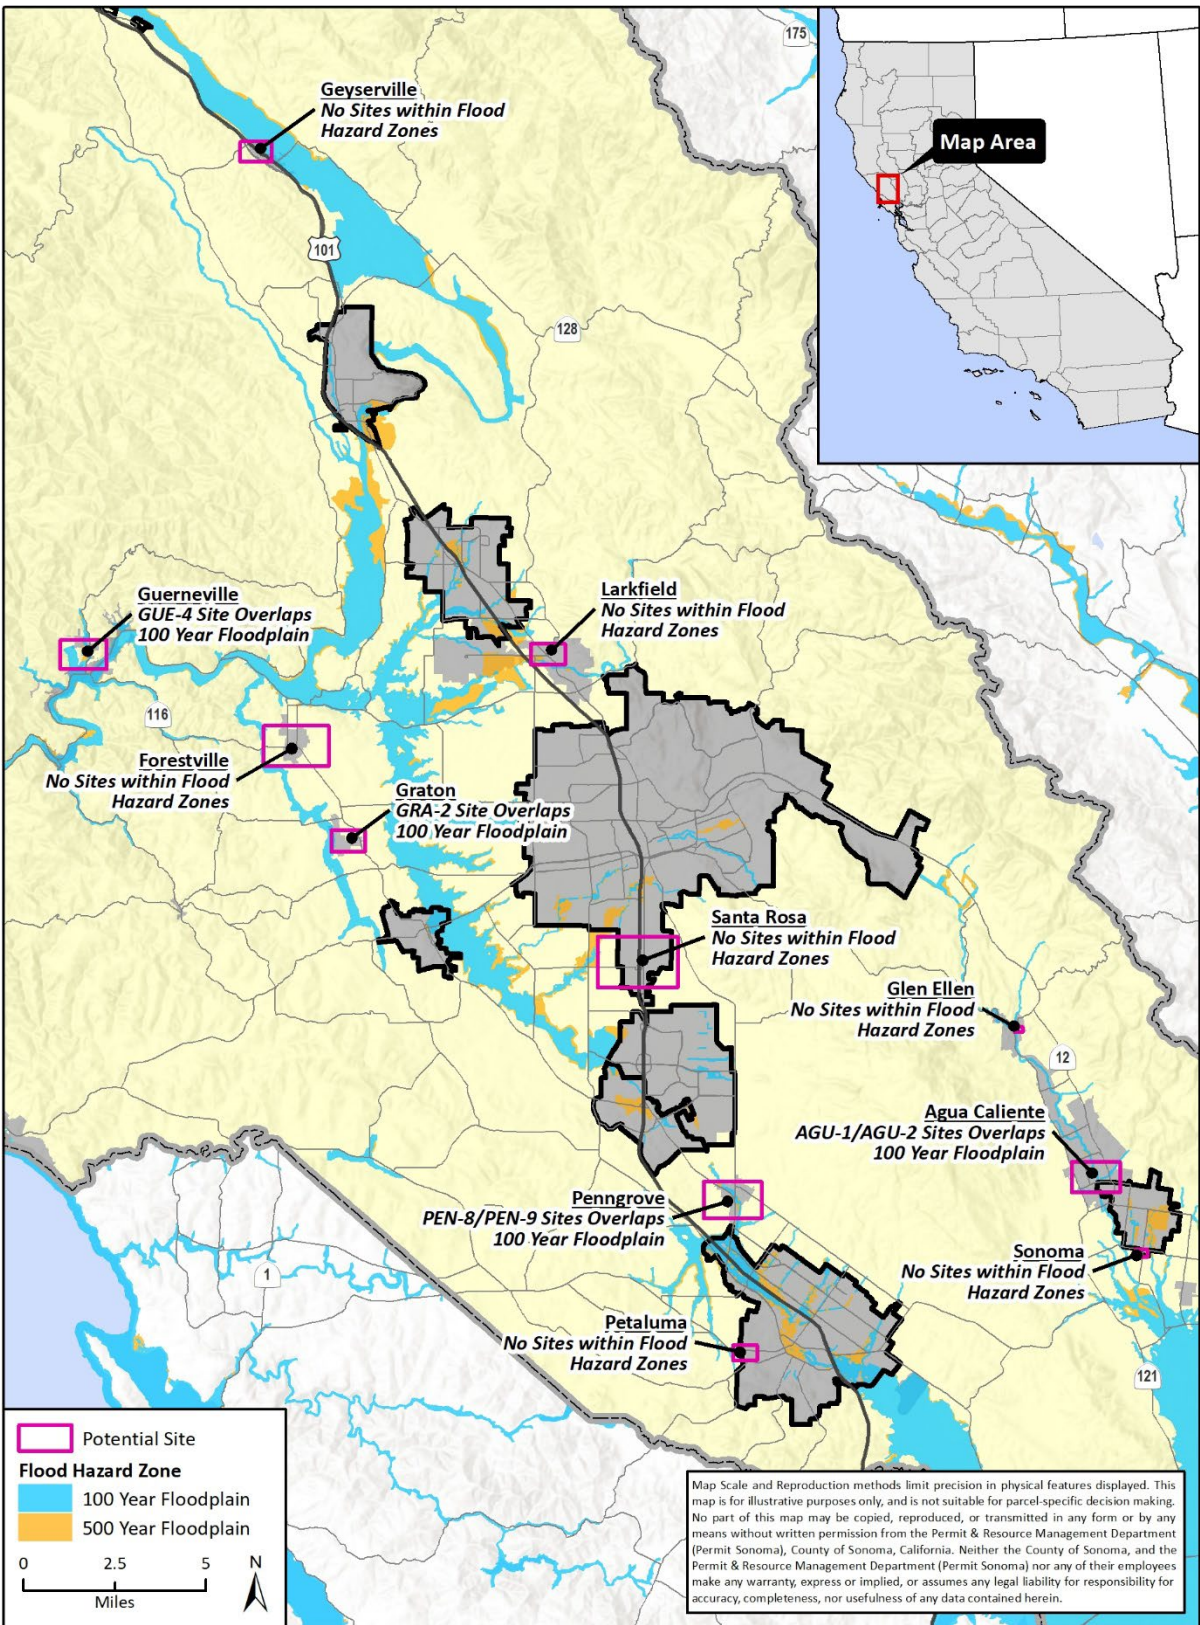 175
Geyserville
No Sites within Flood
Hazard Zones
Map Area
101
128
Guerneville
GUE-4 Site Overlaps
100 Year Floodplain
Larkfield
No Sites within Flood
Hazard Zones
116
Forestville
No Sites within Flood
Hazard Zones
Graton
GRA-2 Site Overlaps
100 Year Floodplain
Santa Rosa
No Sites within Flood
Hazard Zones
Glen Ellen
No Sites within Flood
Hazard Zones
12
Agua Caliente
AGU-1/AGU-2 Sites Overlaps
100 Year Floodplain
Penngrove
PEN-8/PEN-9 Sites Overlaps
100 Year Floodplain
Sonoma
No Sites within Flood
Hazard Zones
1
Petaluma
No Sites within Flood
Hazard Zones
121
Potential Site
Flood Hazard Zone
100 Year Floodplain
500 Year Floodplain
0 2.5 5
Miles
N
Map Scale and Reproduction methods limit precision in physical features displayed. This
map is for illustrative purposes only, and is not suitable for parcel-specific decision making.
No part of this map may be copied, reproduced, or transmitted in any form or by any
means without written permission from the Permit & Resource Management Department
(Permit Sonoma), County of Sonoma, California. Neither the County of Sonoma, and the
Permit & Resource Management Department (Permit Sonoma) nor any of their employees
make any warranty, express or implied, or assumes any legal liability for responsibility for
accuracy, completeness, nor usefulness of any data contained herein.